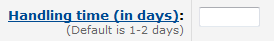 Handling time (in days):
(Default is 1-2 days)